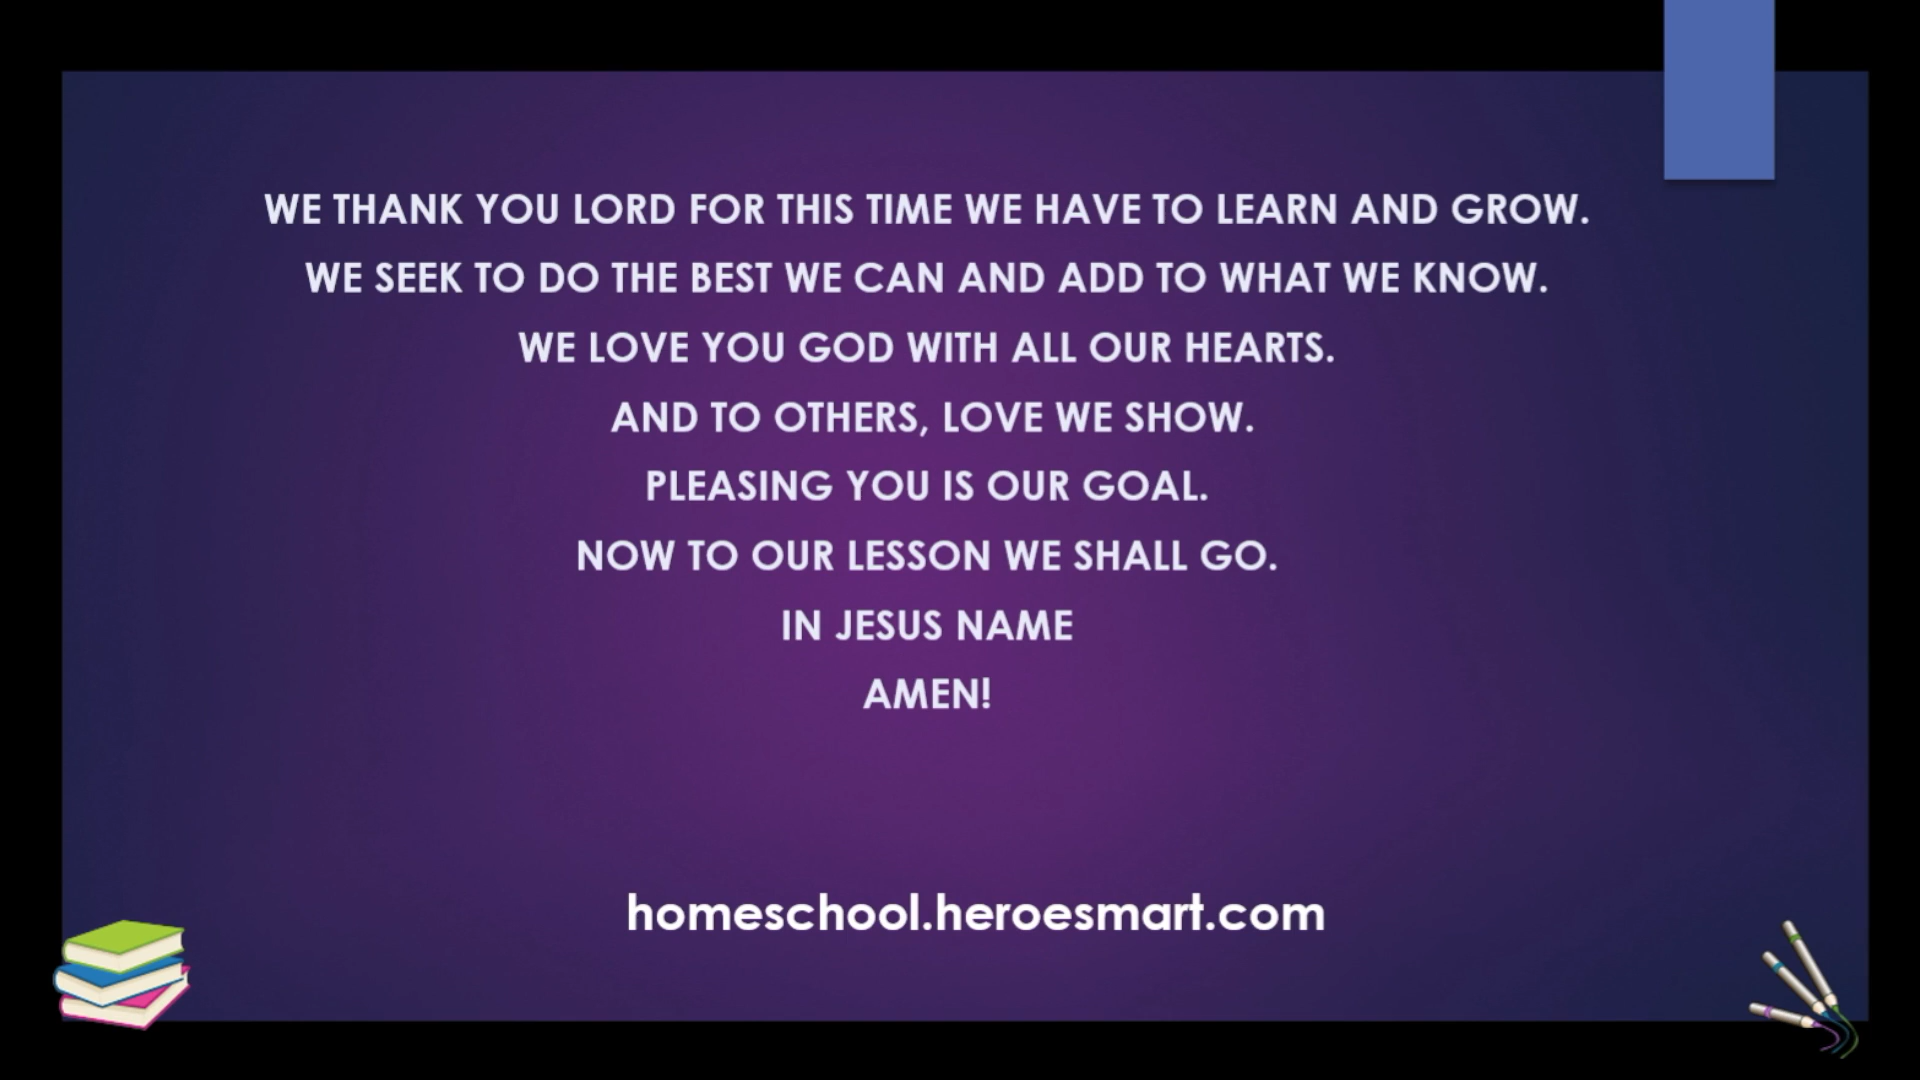 WE THANK YOU LORD FOR THIS TIME WE HAVE TO LEARN AND GROW.
WE SEEK TO DO THE BEST WE CAN AND ADD TO WHAT WE KNOW.
WE LOVE YOU GOD WITH ALL OUR HEARTS.
AND TO OTHERS, LOVE WE SHOW.
PLEASING YOU IS OUR GOAL.
NOW TO OUR LESSON WE SHALL GO.
IN JESUS NAME
AMEN!
homeschool.heroesmart.com